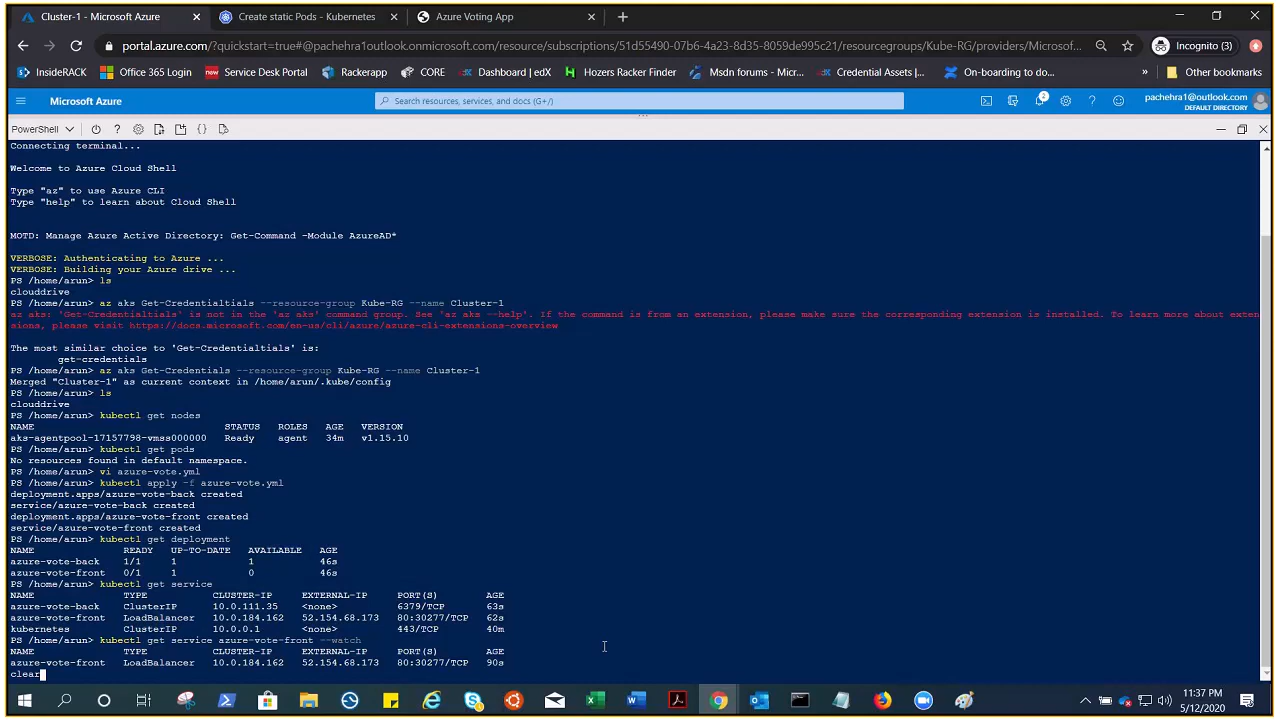 Cluster-1 - Microsoft Azure
Create static Pods - Kubernetes
Azure Voting App
portal.azure.com/?quickstart=true#@pachehra1outlook.onmicrosoft.com/resource/subscriptions/51d55490-07b6-4a23-8d35-8059de995c21/resourcegroups/Kube-RG/providers/Microsof...
Incognito (3)
InsideRACK
Office 365 Login
Service Desk Portal
Rackerapp
CORE
Dashboard | edX
Hozers Racker Finder
Msdn forums - Mic...
Credential Assets,...
On-boarding to do...
»
Other bookmarks
Microsoft Azure
Search resources, services, and docs (G+/)
2
pachehra1@outlook.com
DEFAULT DIRECTORY
PowerShell
Connecting terminal...
Welcome to Azure Cloud Shell
Type "az" to use Azure CLI
Type "help" to learn about Cloud Shell
MOTD: Manage Azure Active Directory: Get-Command -Module AzureAD*
VERBOSE: Authenticating to Azure ...
VERBOSE: Building your Azure drive ...
PS /home/arun> ls
clouddrive
PS /home/arun> az aks Get-Credentialtials --resource-group Kube-RG --name Cluster-1
az aks: 'Get-Credentialtials' is not in the 'az aks' command group. See 'az aks --help'. If the command is from an extension, please make sure the corresponding extension is installed. To learn more about exten
sions, please visit https://docs.microsoft.com/en-us/cli/azure/azure-cli-extensions-overview
The most similar choice to 'Get-Credentialtials' is:
get-credentials
PS /home/arun> az aks Get-Credentials --resource-group Kube-RG --name Cluster-1
Merged "Cluster-1" as current context in /home/arun/.kube/config
PS /home/arun> ls
clouddrive
PS /home/arun> kubectl get nodes
NAME STATUS ROLES AGE VERSION
aks-agentpool-17157798-vmss000000 Ready agent 34m v1.15.10
PS /home/arun> kubectl get pods
No resources found in default namespace.
PS /home/arun> vi azure-vote.yml
PS /home/arun> kubectl apply -f azure-vote.yml
deployment.apps/azure-vote-back created
service/azure-vote-back created
deployment.apps/azure-vote-front created
service/azure-vote-front created
PS /home/arun> kubectl get deployment
NAME READY UP-TO-DATE AVAILABLE AGE
azure-vote-back 1/1 1 1 46s
azure-vote-front 0/1 1 0 46s
PS /home/arun> kubectl get service
NAME TYPE CLUSTER-IP EXTERNAL-IP PORT(S) AGE
azure-vote-back ClusterIP 10.0.111.35 <none> 6379/TCP 63s
azure-vote-front LoadBalancer 10.0.184.162 52.154.68.173 80:30277/TCP 62s
kubernetes ClusterIP 10.0.0.1 <none> 443/TCP 40m
PS /home/arun> kubectl get service azure-vote-front --watch
NAME TYPE CLUSTER-IP EXTERNAL-IP PORT(S) AGE
azure-vote-front LoadBalancer 10.0.184.162 52.154.68.173 80:30277/TCP 90s
clear
11:37 PM
5/12/2020